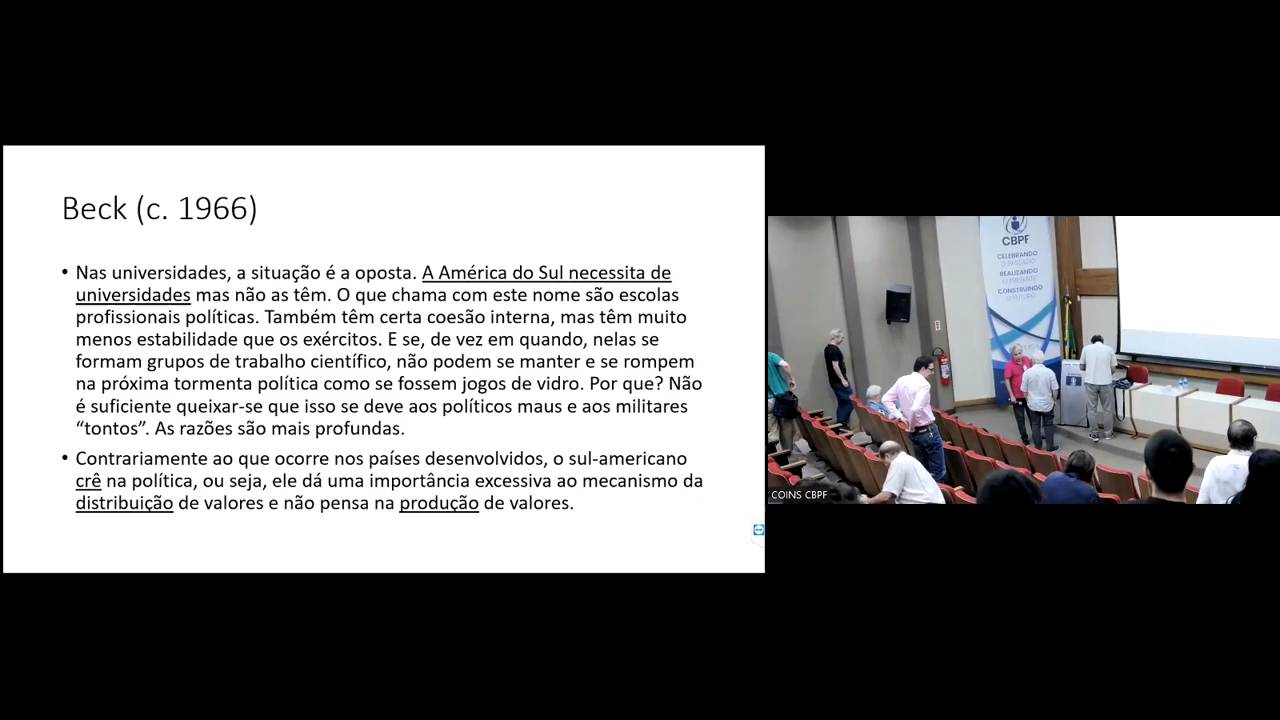 Beck (c. 1966)
• Nas universidades, a situação é a oposta. A América do Sul necessita de
universidades mas não as têm. O que chama com este nome são escolas
profissionais políticas. Também têm certa coesão interna, mas têm muito
menos estabilidade que os exércitos. E se, de vez em quando, nelas se
formam grupos de trabalho científico, não podem se manter e se rompem
na próxima tormenta política como se fossem jogos de vidro. Por que? Não
é suficiente queixar-se que isso se deve aos políticos maus e aos militares
“tontos”. As razões são mais profundas.
• Contrariamente ao que ocorre nos países desenvolvidos, o sul-americano
crê na política, ou seja, ele dá uma importância excessiva ao mecanismo da
distribuição de valores e não pensa na produção de valores.
CBPF
CELEBRANDO
O PASSADO
REALIZANDO
O PRESENTE
CONSTRUINDO
O FUTURO
COINS CBPF